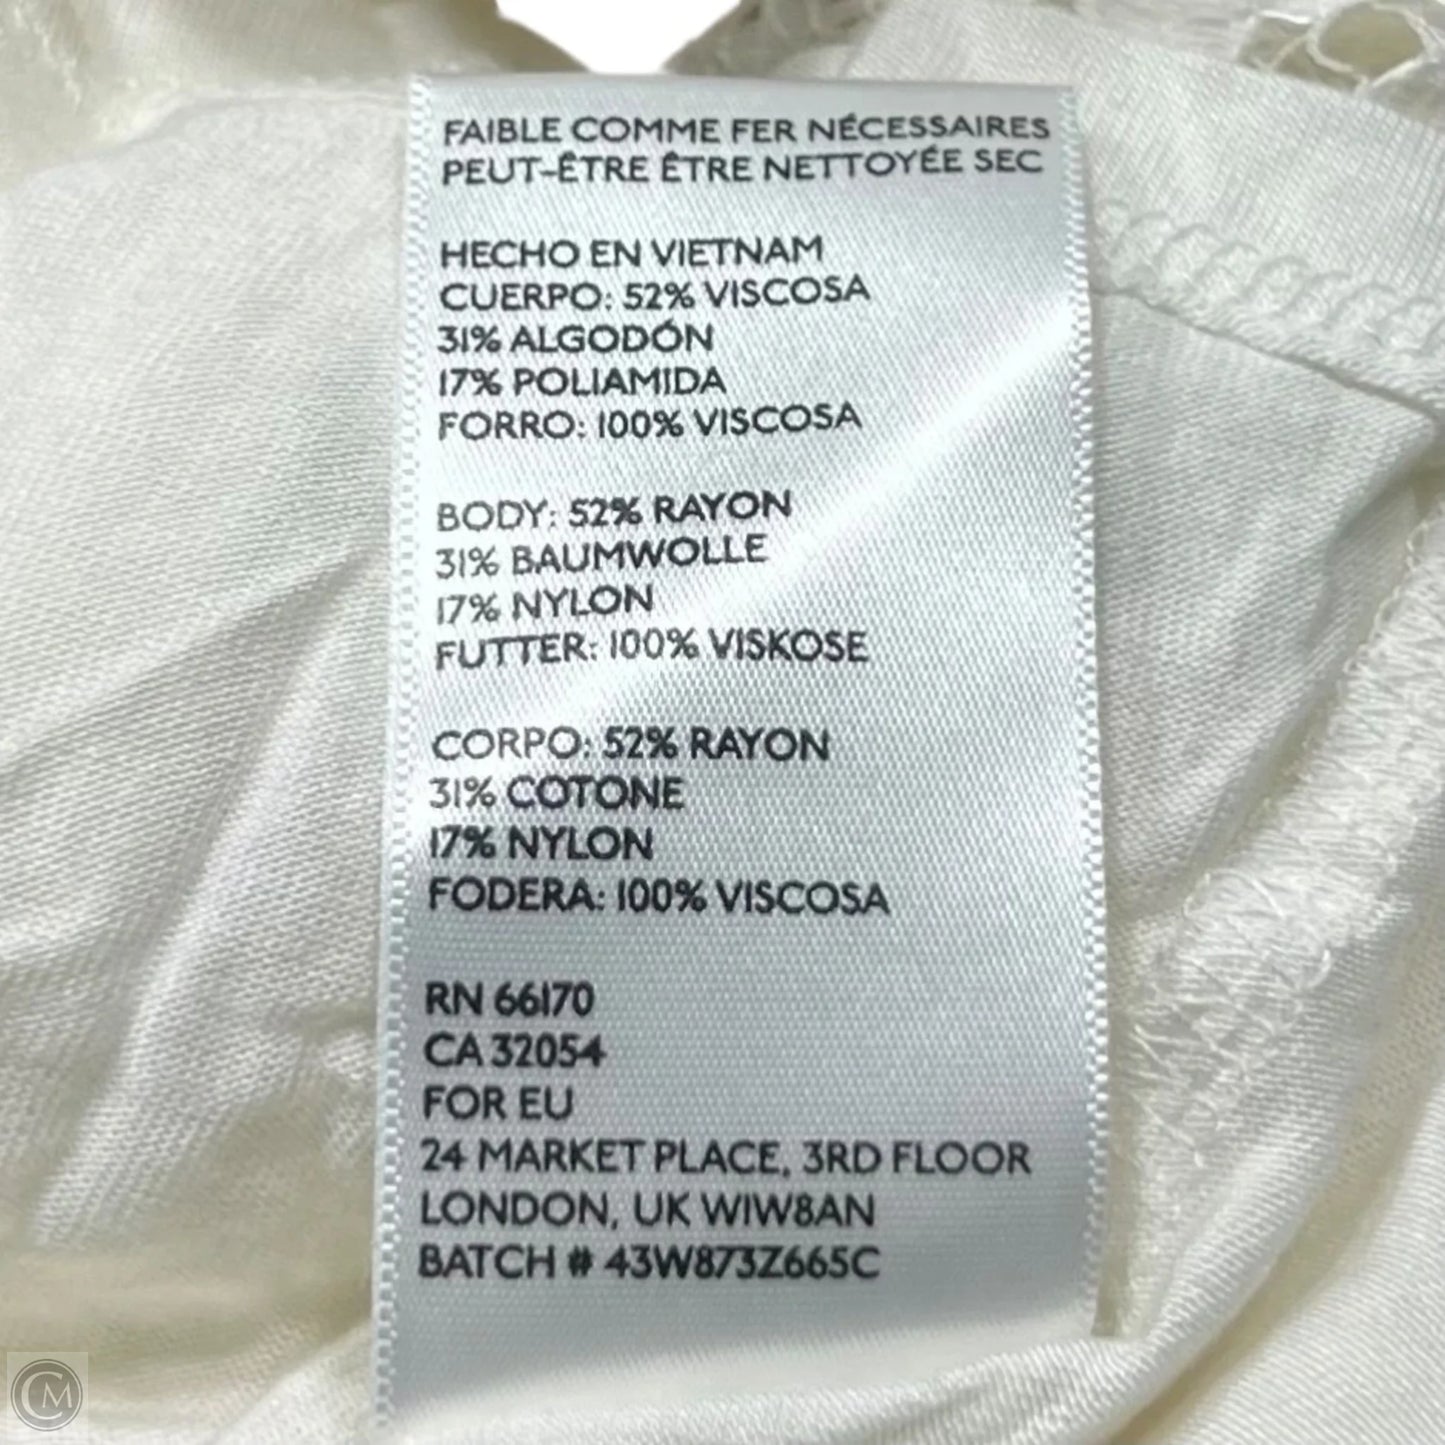 FAIBLE COMME FER NÉCESSAIRES
PEUT-ÊTRE ÊTRE NETTOYÉE SEC
HECHO EN VIETNAM
CUERPO: 52% VISCOSA
31% ALGODÓN
17% POLIAMIDA
FORRO: 100% VISCOSA
BODY: 52% RAYON
31% BAUMWOLLE
17% NYLON
FUTTER: 100% VISKOSE
CORPO: 52% RAYON
31% COTONE
17% NYLON
FODERA: 100% VISCOSA
RN 66170
CA 32054
FOR EU
24 MARKET PLACE, 3RD FLOOR
LONDON, UK W1W8AN
BATCH # 43W873Z665C
CM